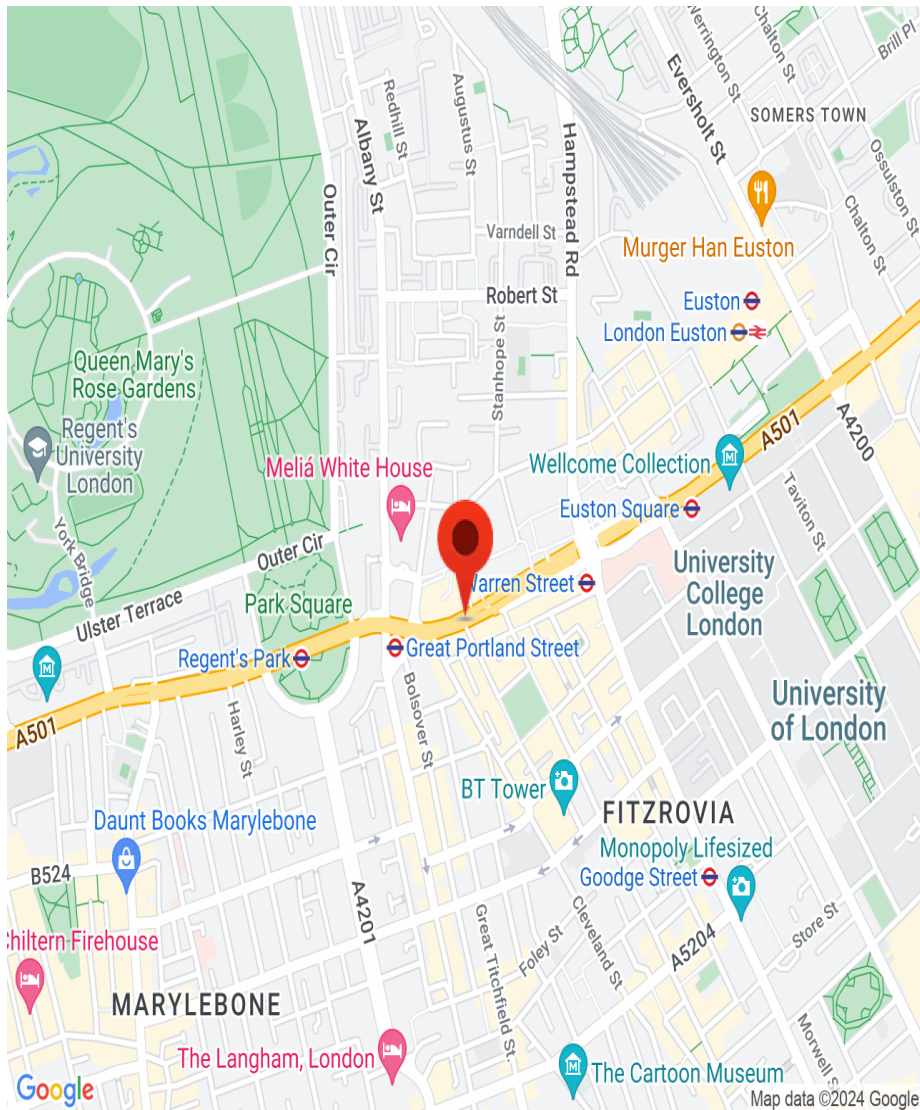 Werrington St
Chalton St
Brill Pl
Eversholt St
SOMERS TOWN
Ossulston St
Redhill St
Augustus St
Albany St
Hampstead Rd
Outer Cir
Chalton St
Varndell St
Murger Han Euston
Robert St
Euston
London Euston
Stanhope St
Queen Mary's
Rose Gardens
A501
A4200
Regent's
University
London
Meliá White House
Wellcome Collection
Euston Square
Taviton St
York Bridge
Outer Cir
Ulster Terrace
Park Square
Warren Street
University
College
London
Regent's Park
Great Portland Street
A501
Harley St
Bolsover St
University
of London
BT Tower
FITZROVIA
Daunt Books Marylebone
Monopoly Lifesized
Goodge Street
B524
A4201
Great Titchfield St.
Foley St
Cleveland St
A5204
Store St
Chiltern Firehouse
MARYLEBONE
The Langham, London
The Cartoon Museum
Morwell S
Google
Map data ©2024 Google